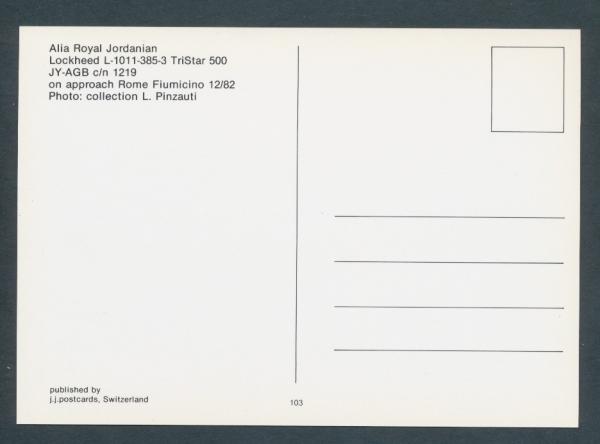 Alia Royal Jordanian
Lockheed L-1011-385-3 TriStar 500
JY-AGB c/n 1219
on approach Rome Fiumicino 12/82
Photo: collection L. Pinzauti
published by
j.j.postcards, Switzerland
103